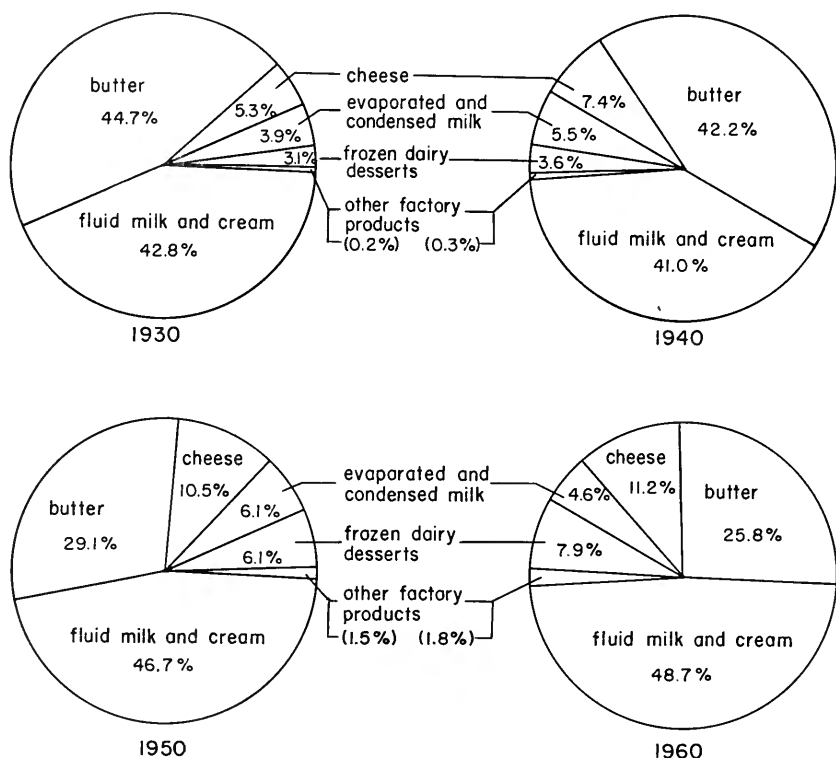 butter
44.7%
5.3%
3.9%
3.1%
fluid milk and cream
42.8%
1930
cheese
evaporated and
condensed milk
frozen dairy
desserts
other factory
products
(0.2%) (0.3%)
7.4%
5.5%
3.6%
butter
42.2%
fluid milk and cream
41.0%
1940
butter
29.1%
cheese
10.5%
6.1%
6.1%
fluid milk and cream
46.7%
1950
evaporated and
condensed milk
frozen dairy
desserts
other factory
products
(1.5%) (1.8%)
cheese
11.2%
4.6%
7.9%
butter
25.8%
fluid milk and cream
48.7%
1960